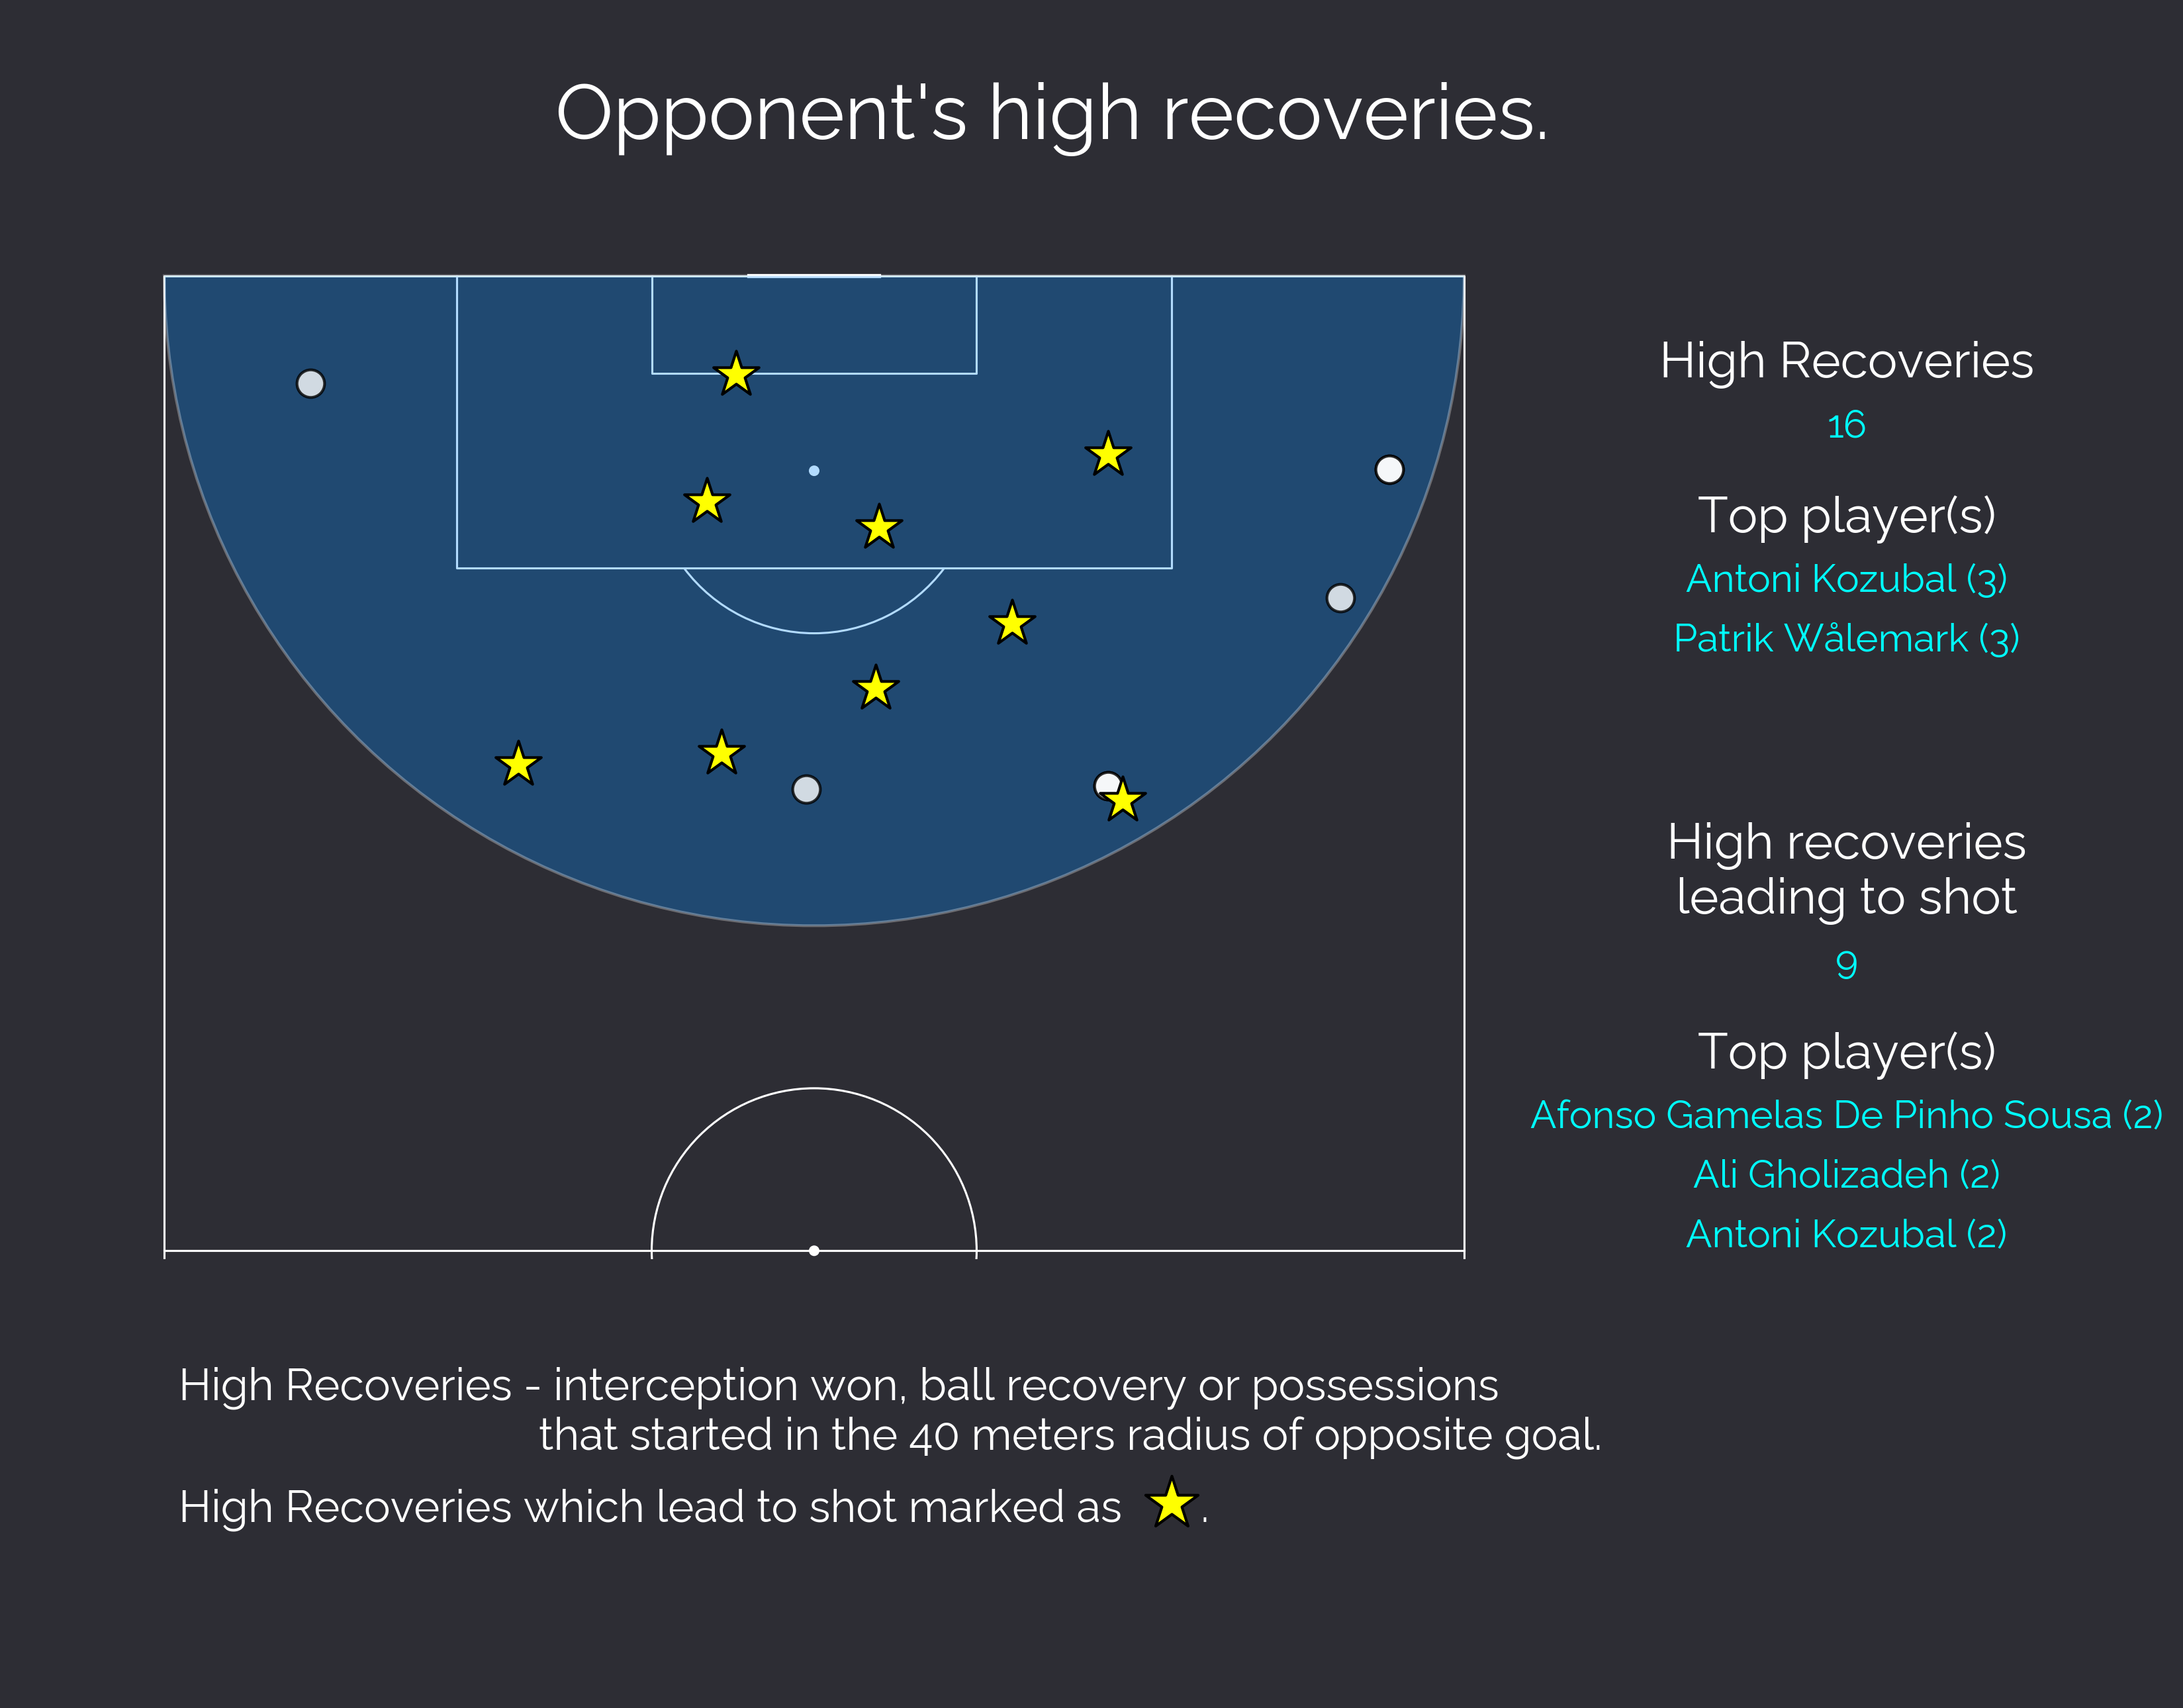 Opponent's high recoveries.
High Recoveries
16
Top player(s)
Antoni Kozubal (3)
Patrik Wålemark (3)
High recoveries
leading to shot
9
Top player(s)
Afonso Gamelas De Pinho Sousa (2)
Ali Gholizadeh (2)
Antoni Kozubal (2)
High Recoveries - interception won, ball recovery or possessions
that started in the 40 meters radius of opposite goal.
High Recoveries which lead to shot marked as .